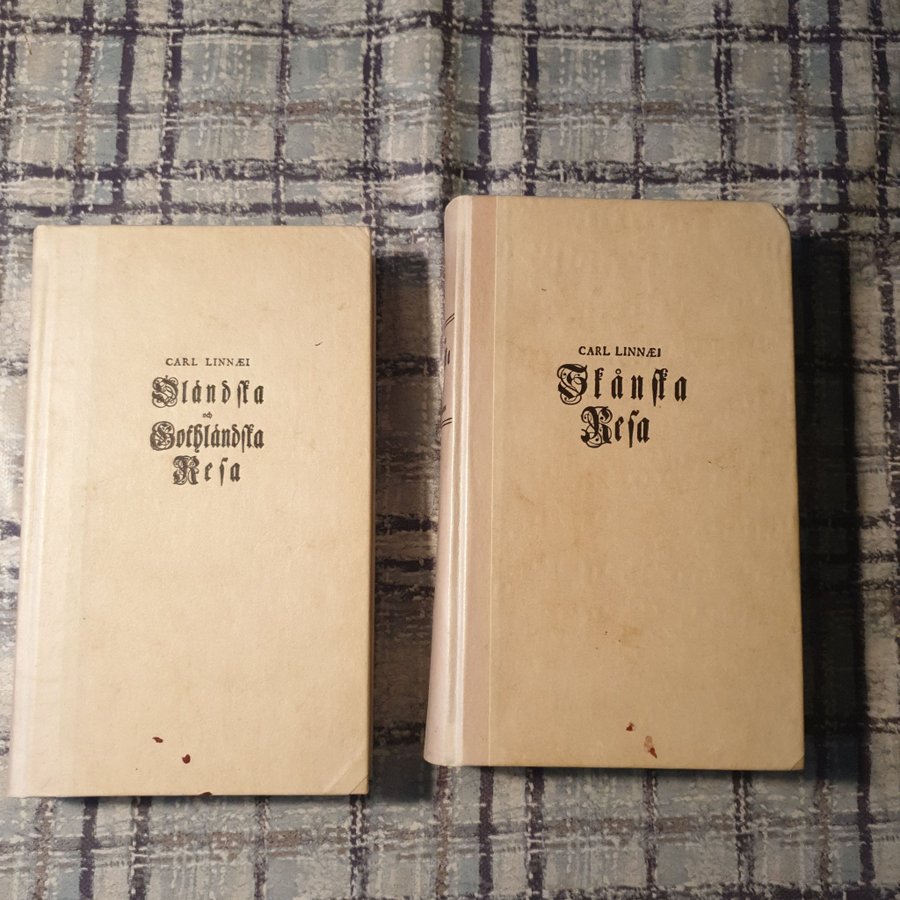 CARL LINNÆI
Öländska
och
Gothländska
Resa
CARL LINNÆI
Skånska
Resa